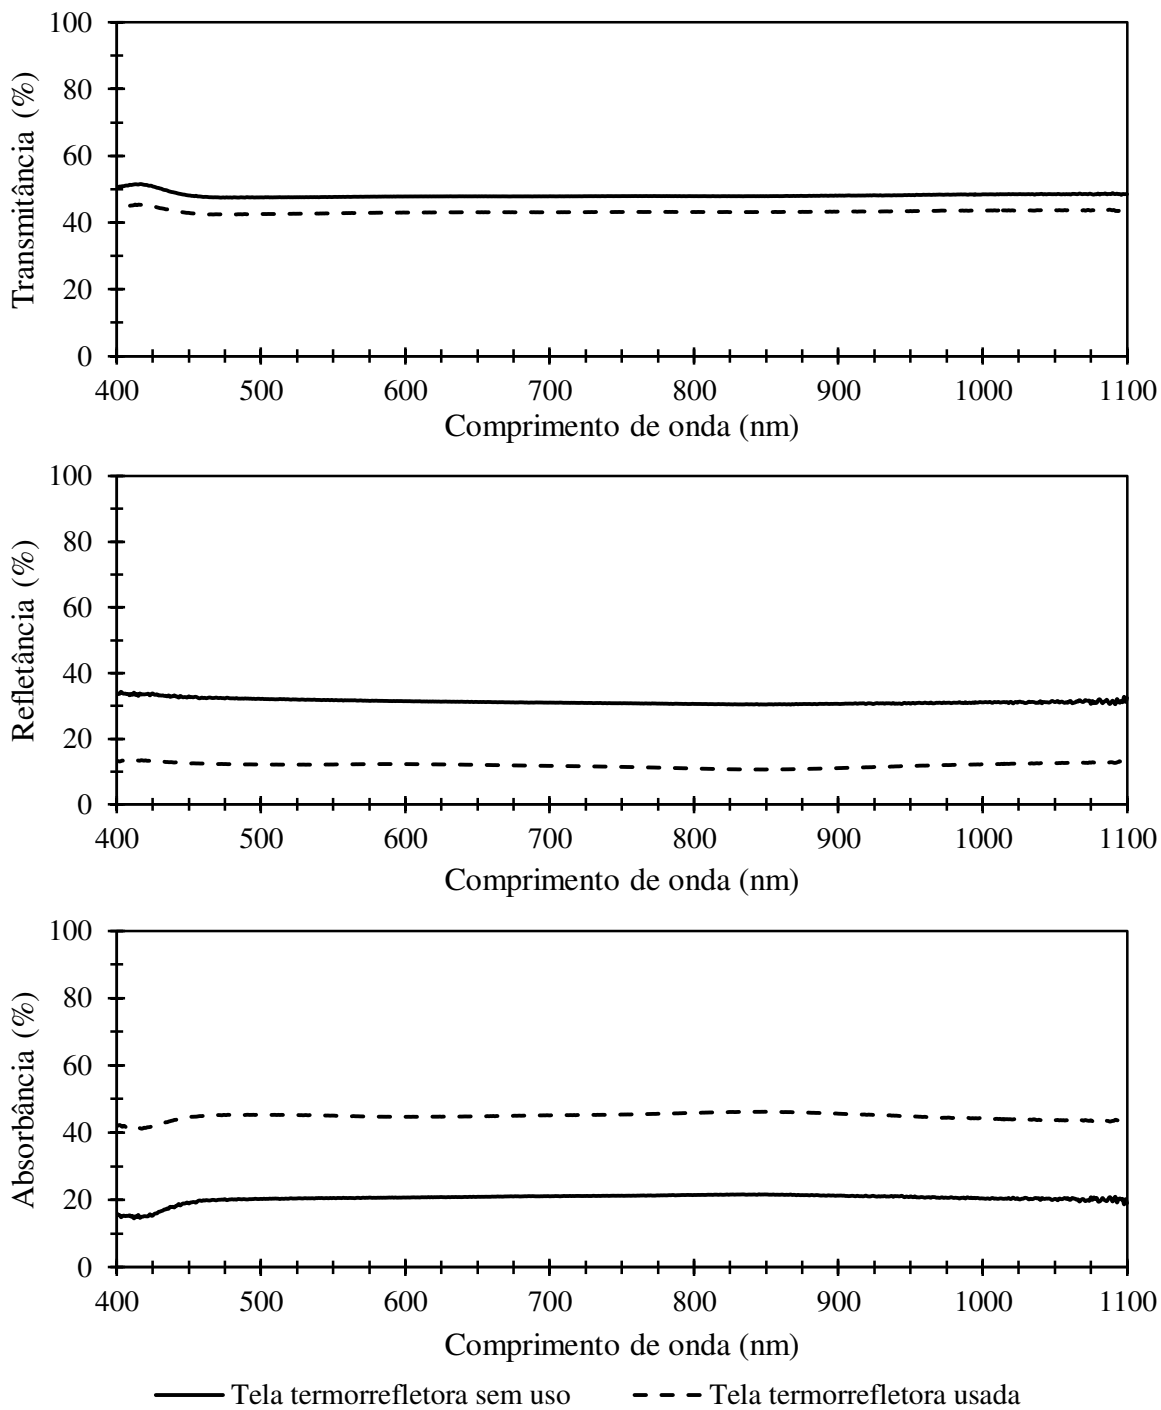 100
80
60
40
20
0
Transmitância (%)
400 500 600 700 800 900 1000 1100
Comprimento de onda (nm)
100
80
60
40
20
0
Refletância (%)
400 500 600 700 800 900 1000 1100
Comprimento de onda (nm)
100
80
60
40
20
0
Absorbância (%)
400 500 600 700 800 900 1000 1100
Comprimento de onda (nm)
Tela termorrefletora sem uso Tela termorrefletora usada